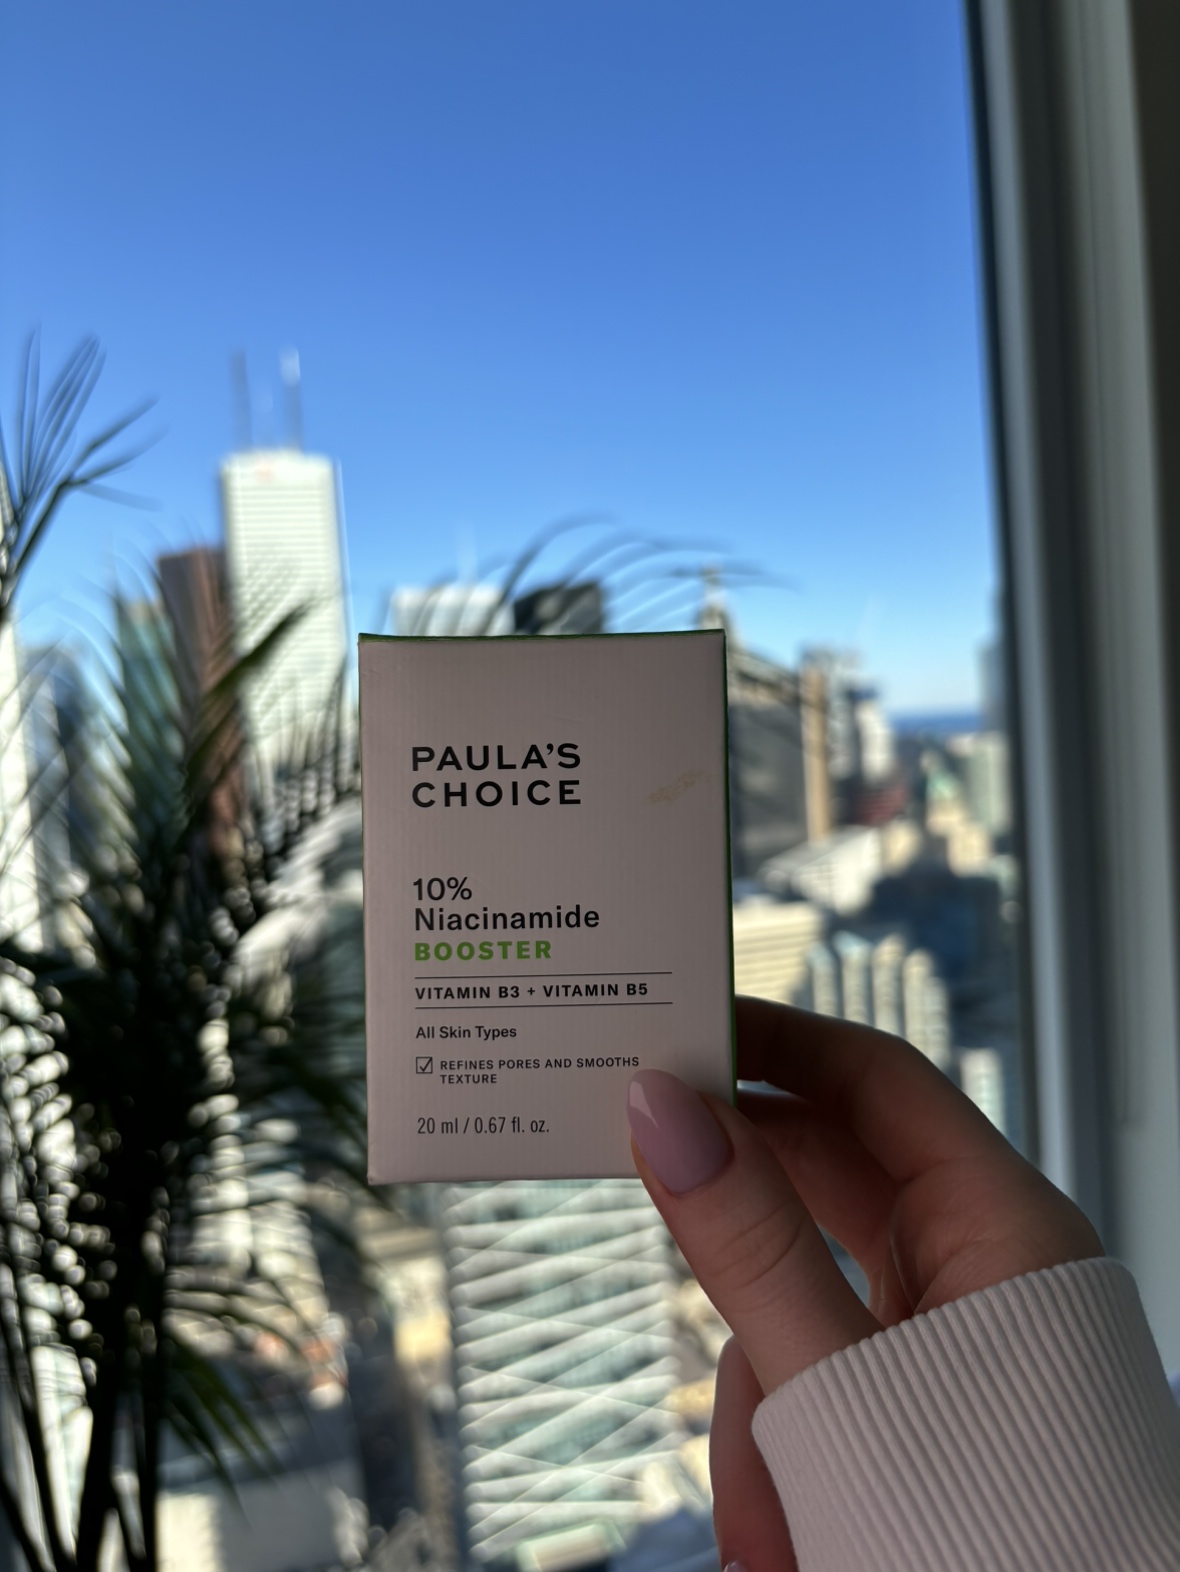 PAULA'S
CHOICE
10%
Niacinamide
BOOSTER
VITAMIN B3 + VITAMIN B5
All Skin Types
REFINES PORES AND SMOOTHS
TEXTURE
20 ml / 0.67 fl. oz.